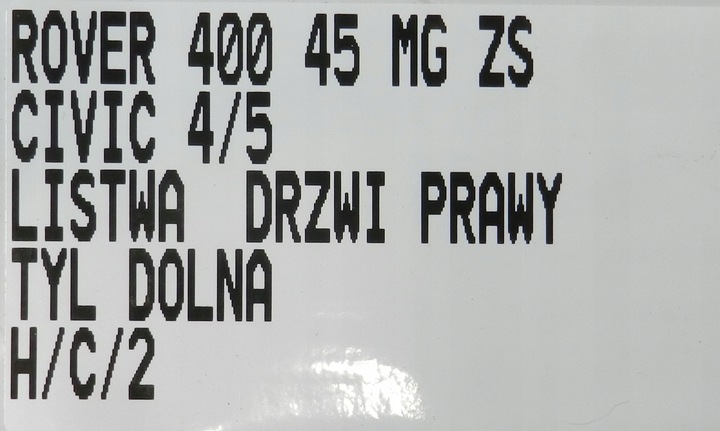 ROVER 400 45 MG ZS
CIVIC 4/5
LISTWA DRZWI PRAWY
TYL DOLNA
H/C/2